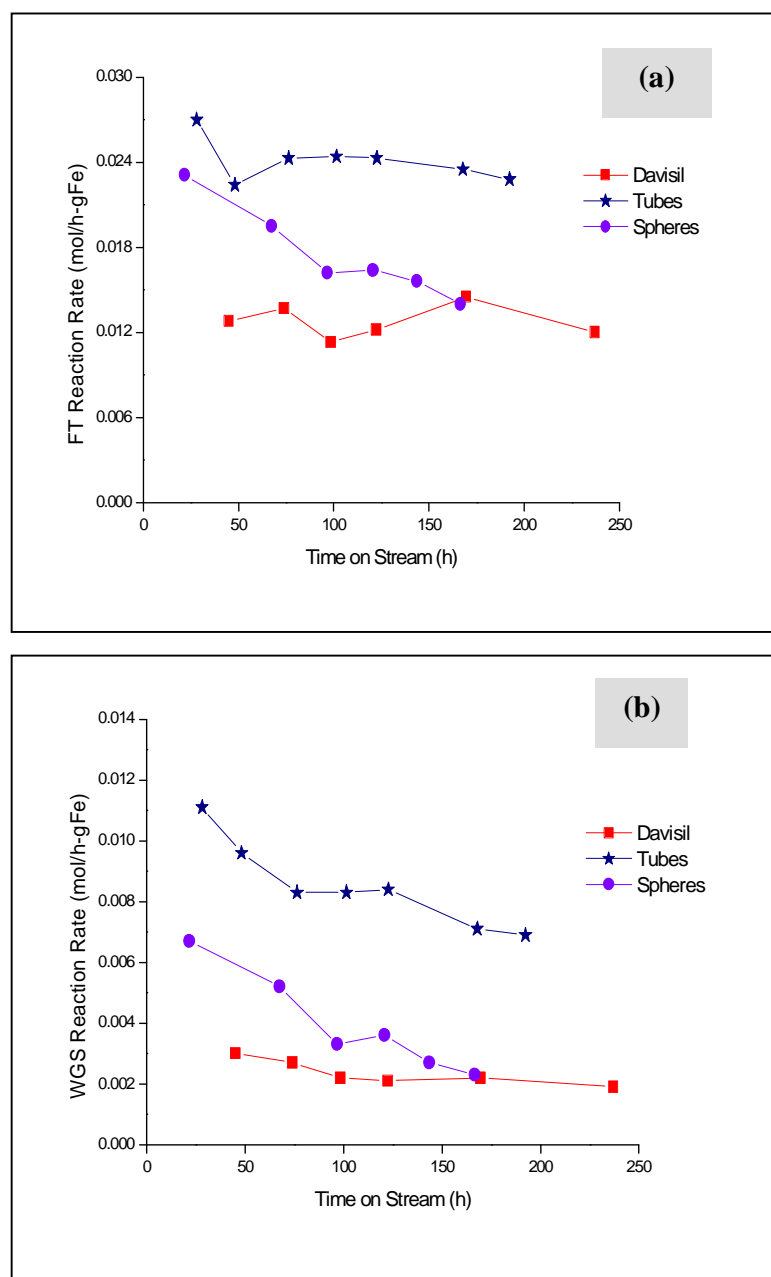 (a)
0.030
0.024
0.018
0.012
0.006
0.000
FT Reaction Rate (mol/h-gFe)
Davisil
Tubes
Spheres
0 50 100 150 200 250
Time on Stream (h)
(b)
0.014
0.012
0.010
0.008
0.006
0.004
0.002
0.000
WGS Reaction Rate (mol/h-gFe)
Davisil
Tubes
Spheres
0 50 100 150 200 250
Time on Stream (h)